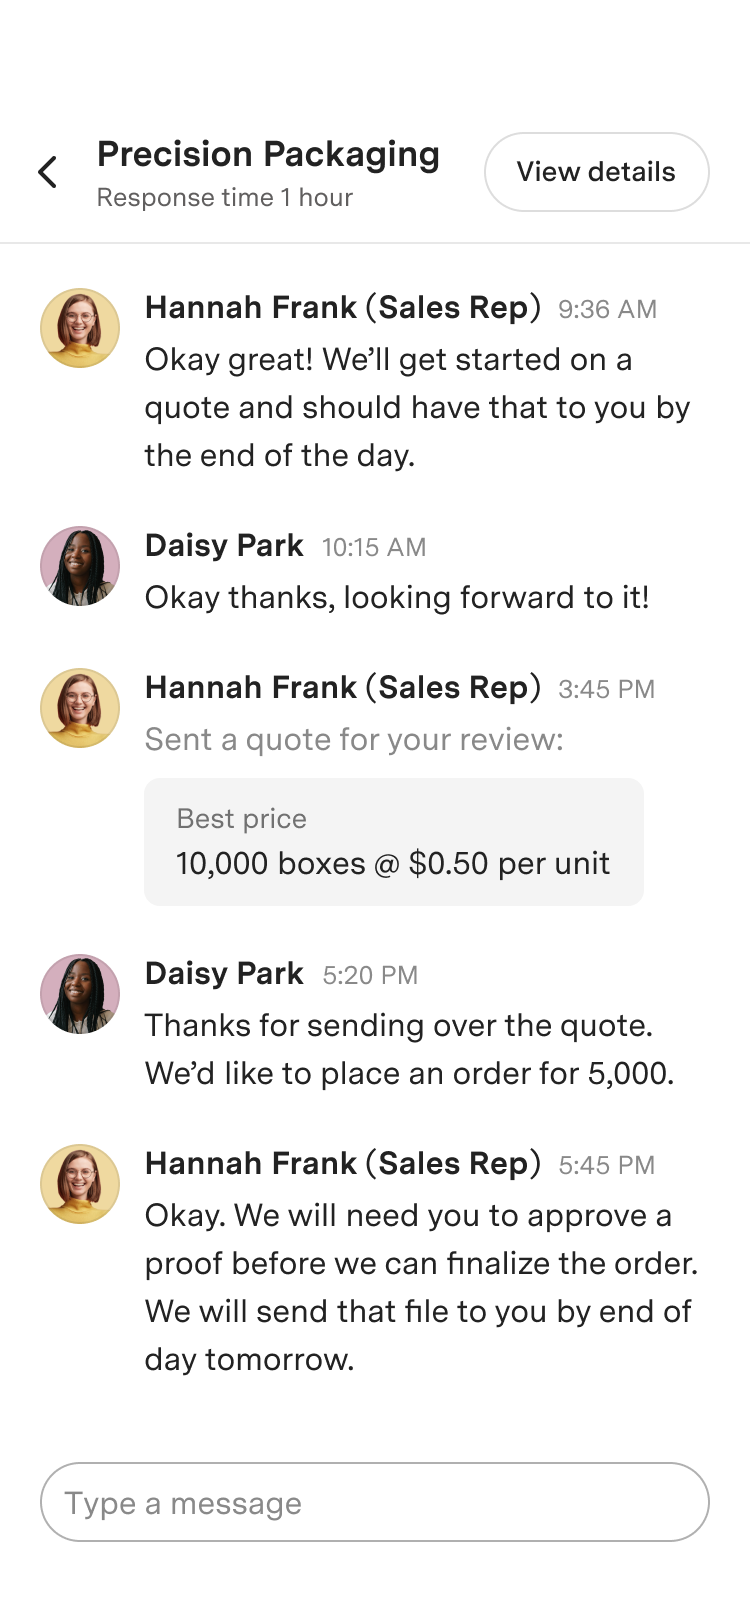 Precision Packaging
Response time 1 hour
View details
Hannah Frank (Sales Rep) 9:36 AM
Okay great! We’ll get started on a
quote and should have that to you by
the end of the day.
Daisy Park 10:15 AM
Okay thanks, looking forward to it!
Hannah Frank (Sales Rep) 3:45 PM
Sent a quote for your review:
Best price
10,000 boxes @ $0.50 per unit
Daisy Park 5:20 PM
Thanks for sending over the quote.
We’d like to place an order for 5,000.
Hannah Frank (Sales Rep) 5:45 PM
Okay. We will need you to approve a
proof before we can finalize the order.
We will send that file to you by end of
day tomorrow.
Type a message